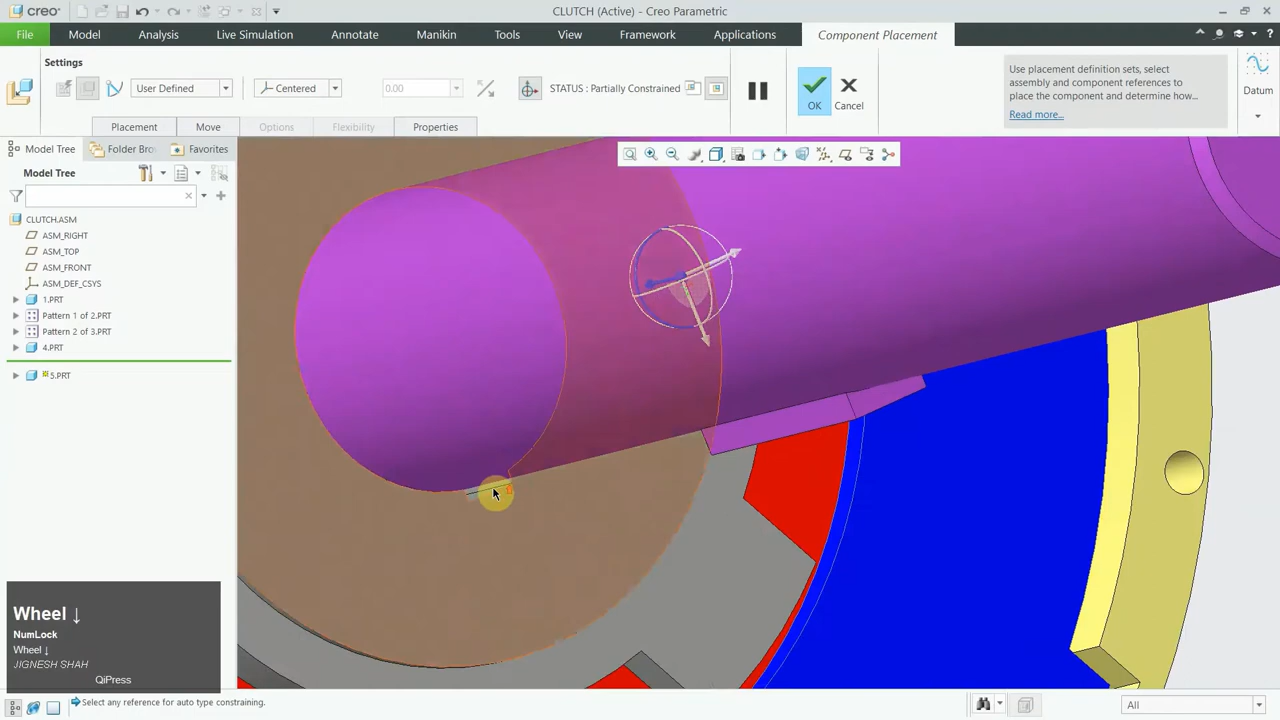 creo
CLUTCH (Active) - Creo Parametric
File
Model
Analysis
Live Simulation
Annotate
Manikin
Tools
View
Framework
Applications
Component Placement
Settings
User Defined
Centered
0.00
STATUS : Partially Constrained
OK
Cancel
Use placement definition sets, select
assembly and component references to
place the component and determine how...
Read more...
Datum
Placement
Move
Options
Flexibility
Properties
Model Tree
Folder Bro
Favorites
Model Tree
CLUTCH.ASM
ASM_RIGHT
ASM_TOP
ASM_FRONT
ASM_DEF_CSYS
1.PRT
Pattern 1 of 2.PRT
Pattern 2 of 3.PRT
4.PRT
5.PRT
Wheel ↓
NumLock
Wheel ↓
JIGNESH SHAH
QiPress
Select any reference for auto type constraining.
All